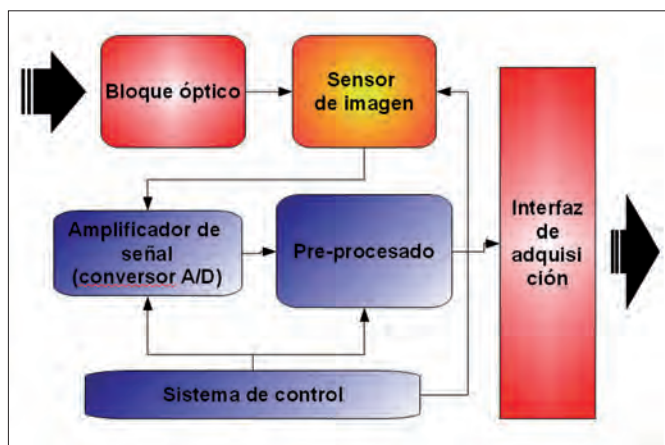 Bloque óptico
Sensor
de imagen
Amplificador de
señal
(conversor A/D)
Pre-procesado
Interfaz
de
adquisi
ción
Sistema de control